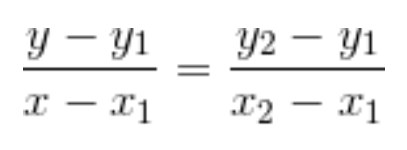 y − y₁ / x − x₁ = y₂ − y₁ / x₂ − x₁